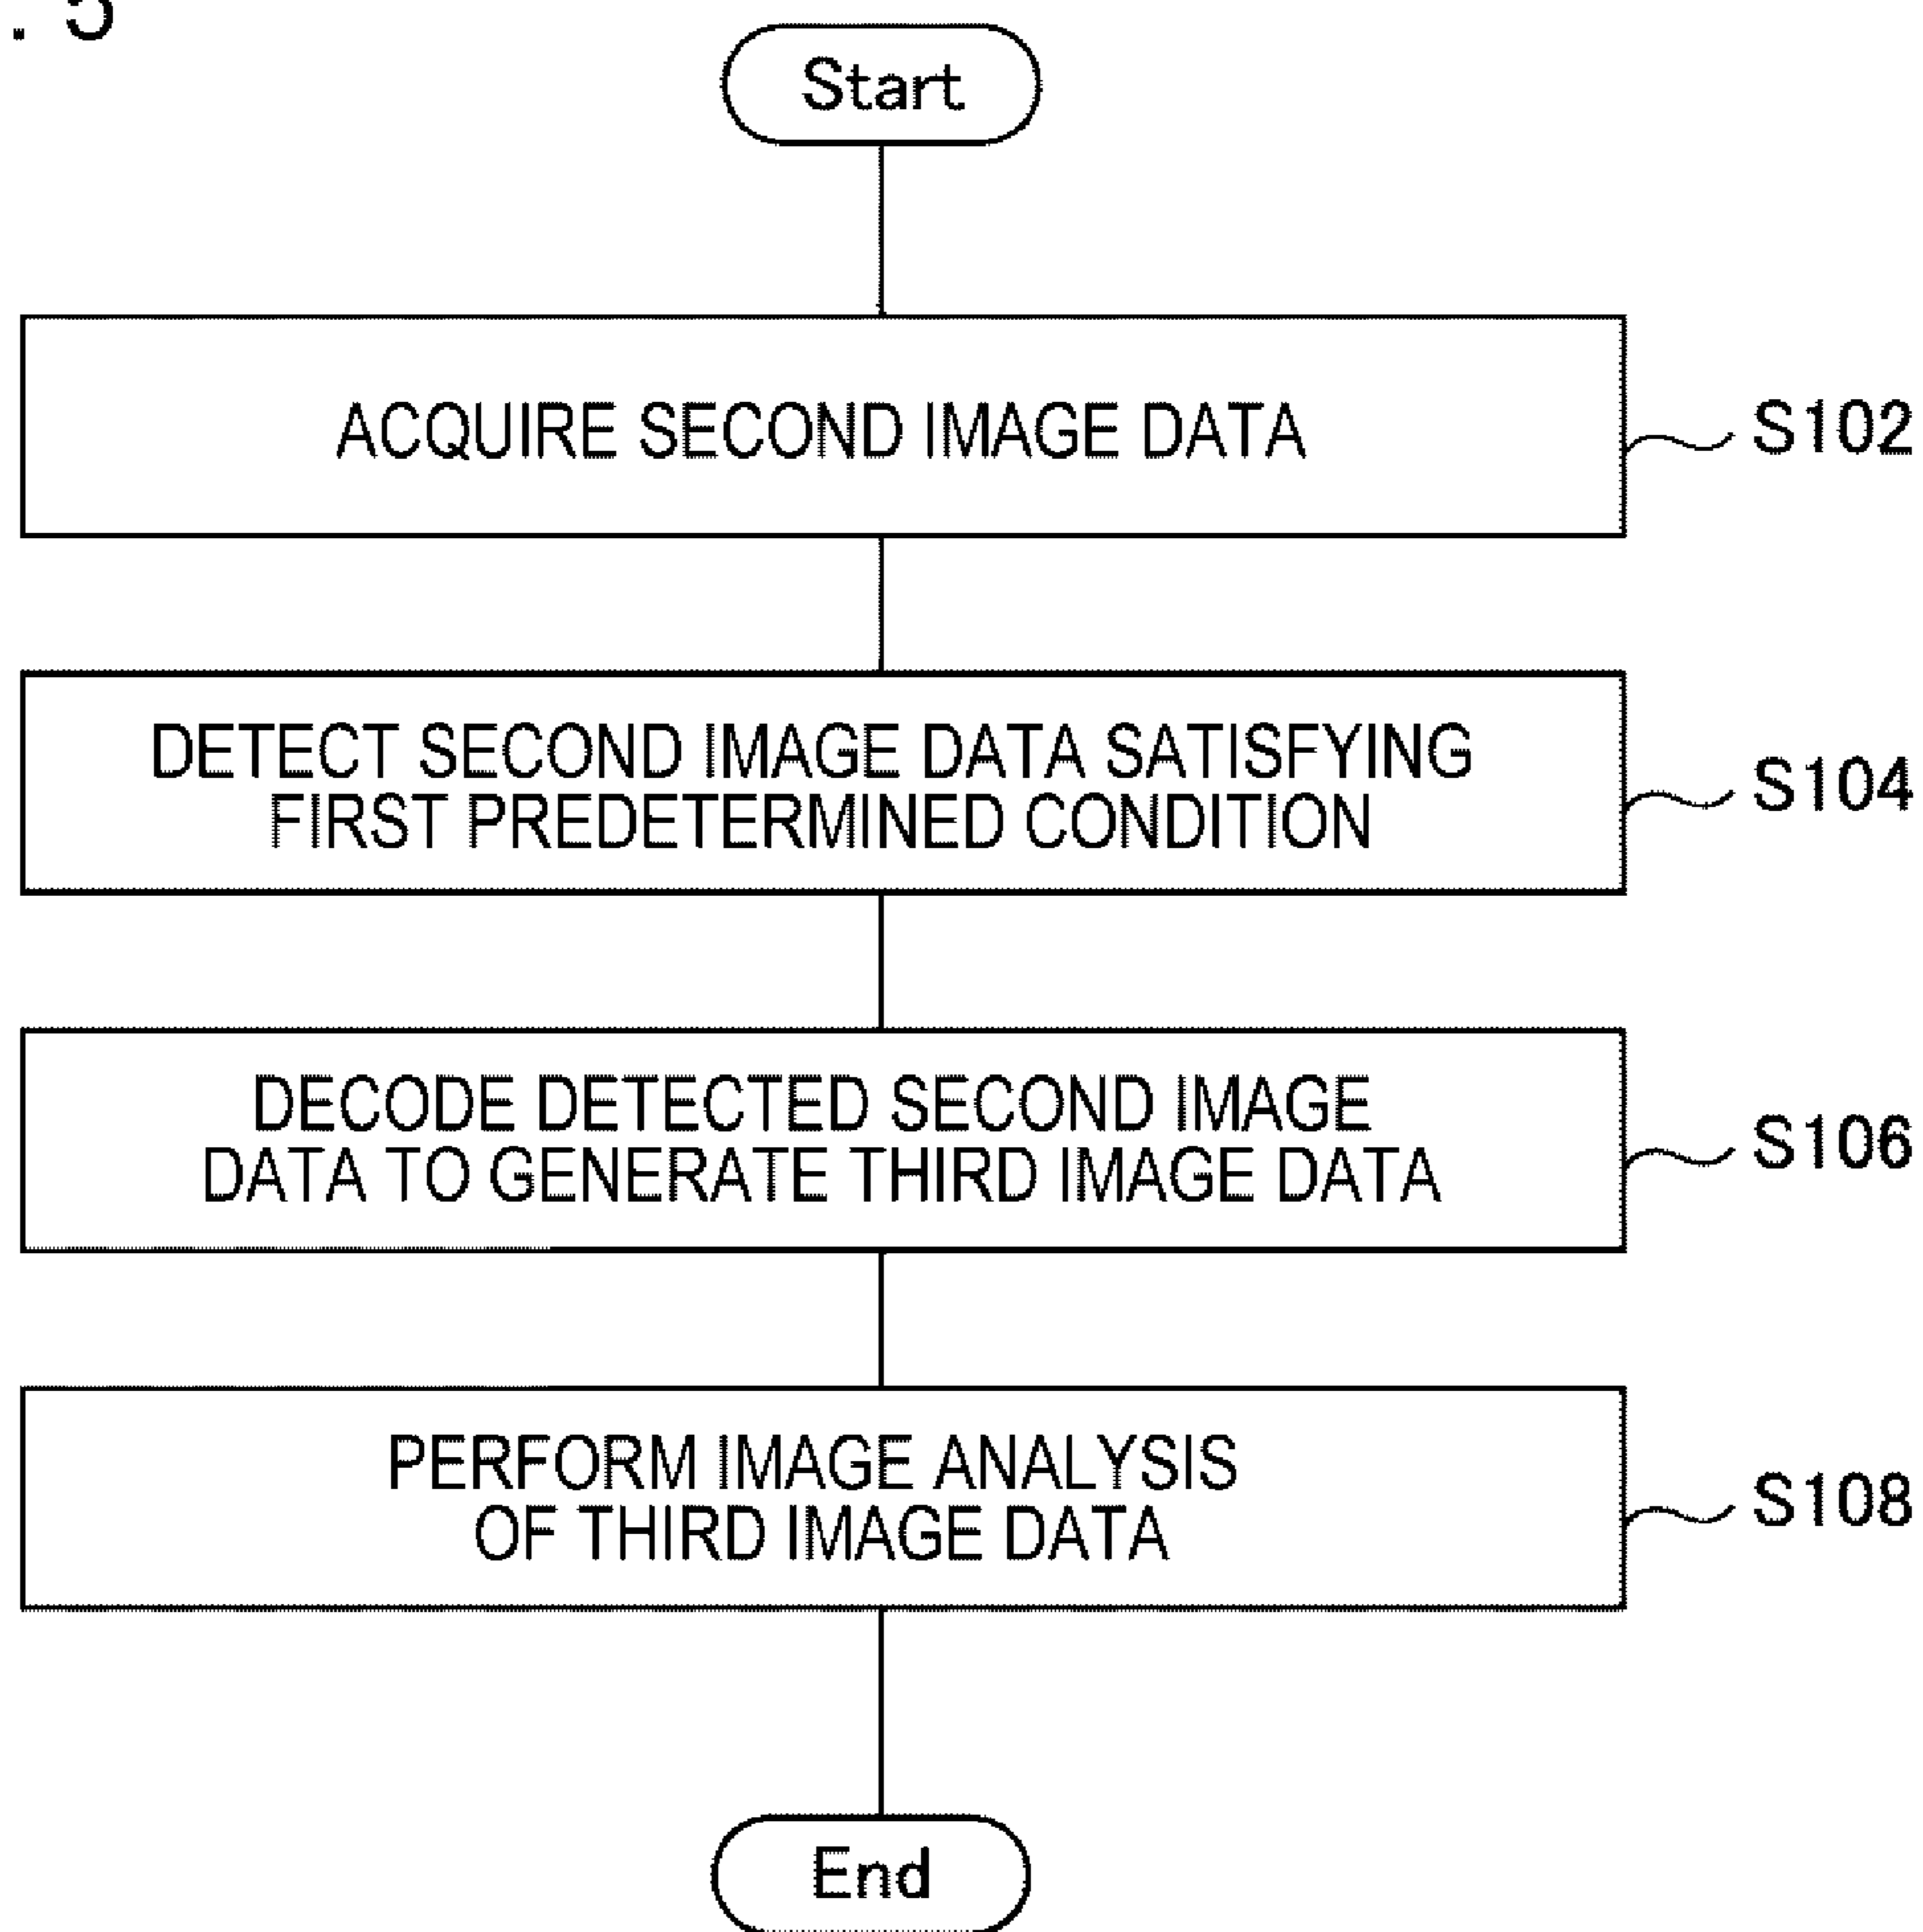 . 5
Start
ACQUIRE SECOND IMAGE DATA
S102
DETECT SECOND IMAGE DATA SATISFYING
FIRST PREDETERMINED CONDITION
S104
DECODE DETECTED SECOND IMAGE
DATA TO GENERATE THIRD IMAGE DATA
S106
PERFORM IMAGE ANALYSIS
OF THIRD IMAGE DATA
S108
End